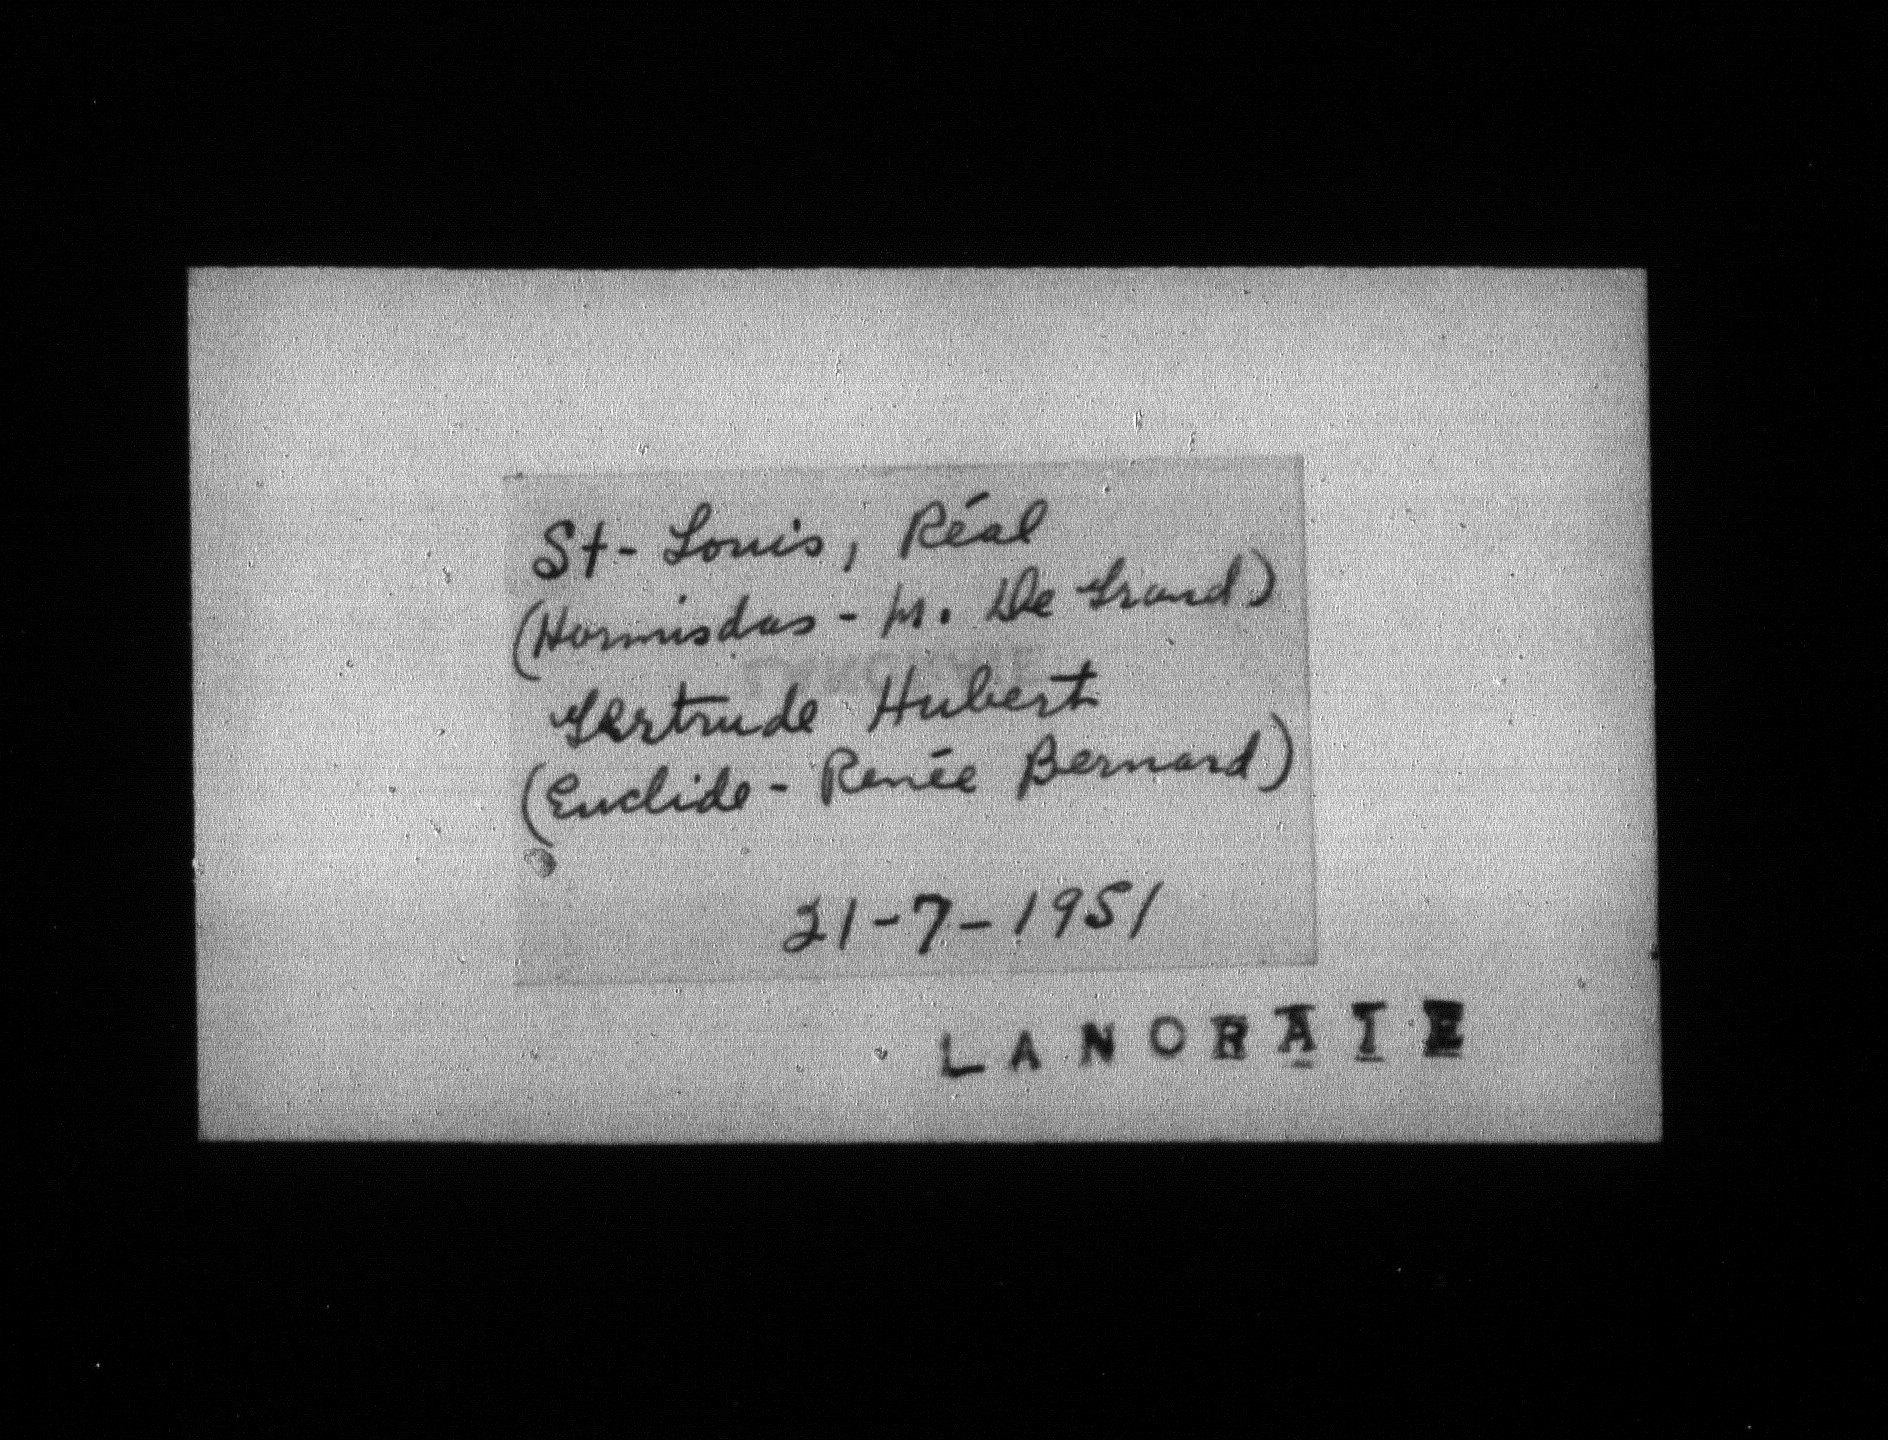 St-Louis, Réal
(Hormisdas - M. De Grand)
Gertrude Hubert
(Euclide - Renée Bernard)
21-7-1951
LANORAIE